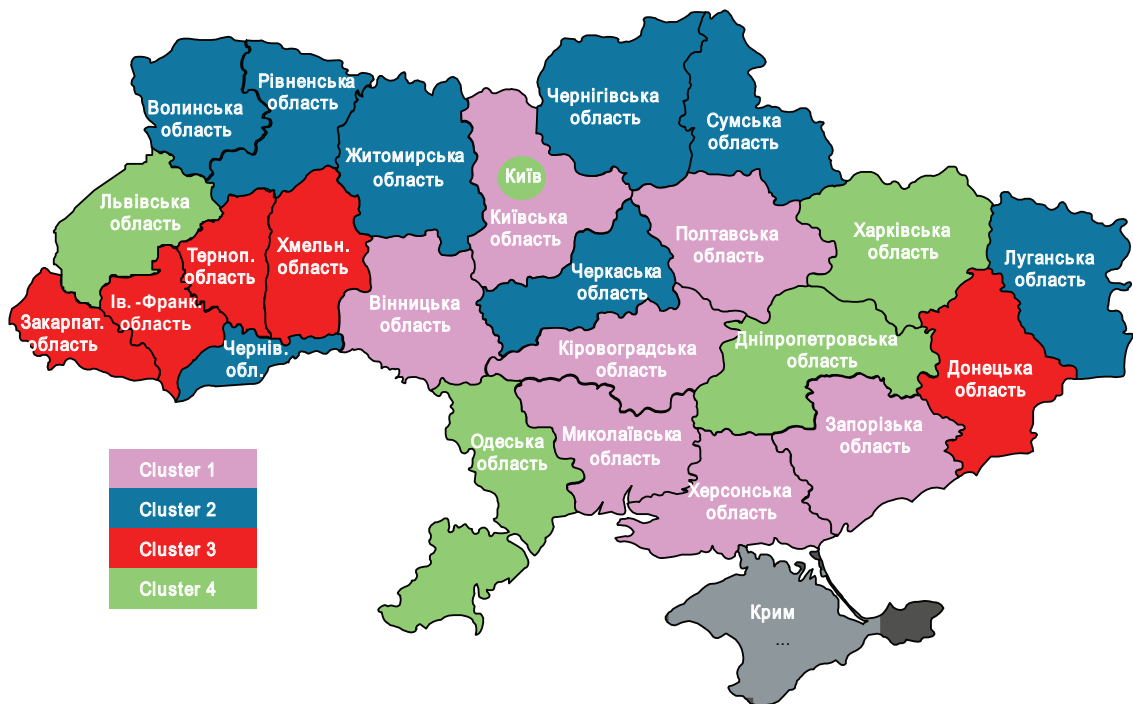 Рівненська
область
Волинська
область
Чернігівська
область
Сумська
область
Житомирська
область
Київ
Київська
область
Львівська
область
Полтавська
область
Харківська
область
Терноп.
область
Хмельн.
область
Черкаська
область
Луганська
область
Ів. -Франк.
область
Вінницька
область
Закарпат.
область
Чернів.
обл.
Кіровоградська
область
Дніпропетровська
область
Донецька
область
Запорізька
область
Одеська
область
Миколаївська
область
Херсонська
область
Cluster 1
Cluster 2
Cluster 3
Cluster 4
Крим
...